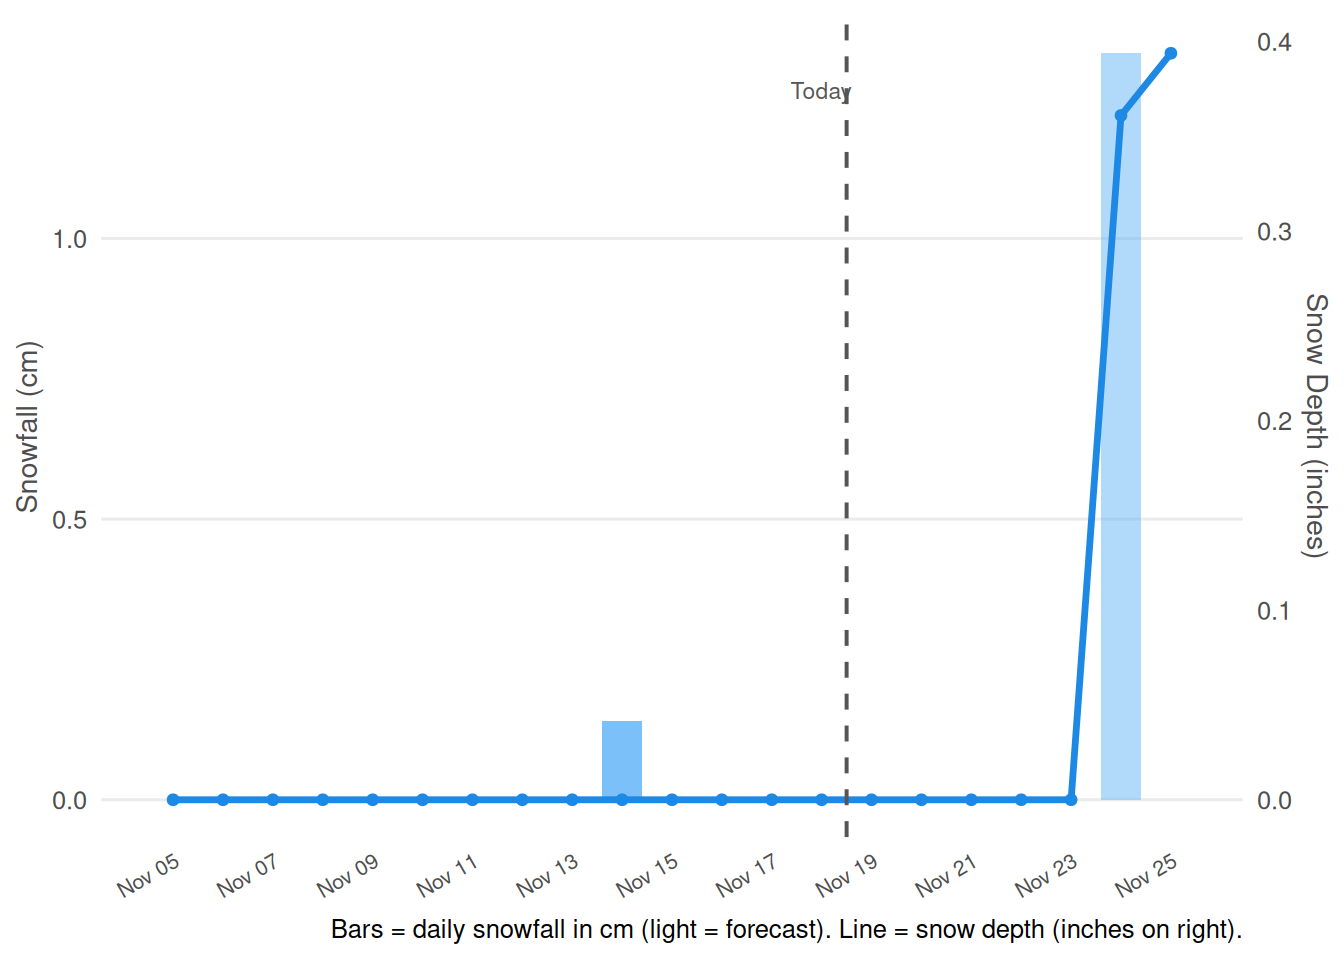 Today
0.4
0.3
0.2
0.1
0.0
1.0
0.5
0.0
Snowfall (cm)
Snow Depth (inches)
Nov 05
Nov 07
Nov 09
Nov 11
Nov 13
Nov 15
Nov 17
Nov 19
Nov 21
Nov 23
Nov 25
Bars = daily snowfall in cm (light = forecast). Line = snow depth (inches on right).